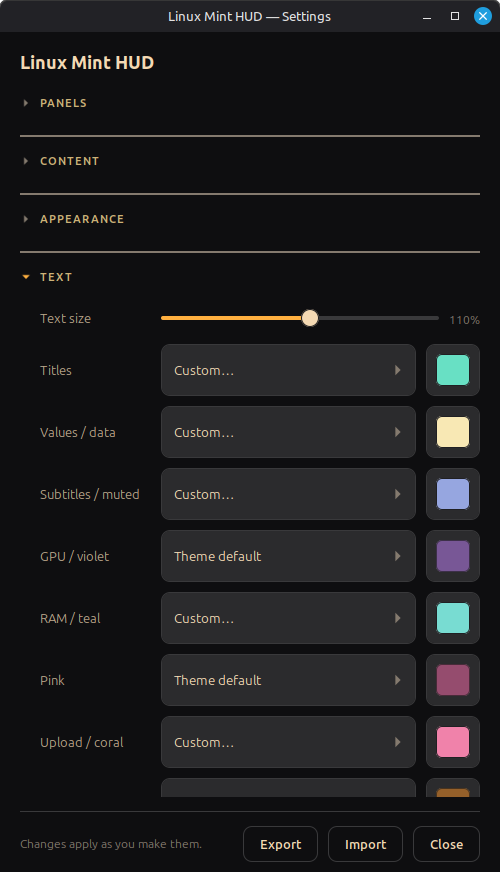 Linux Mint HUD — Settings
Linux Mint HUD
PANELS
CONTENT
APPEARANCE
TEXT
Text size 110%
Titles Custom...
Values / data Custom...
Subtitles / muted Custom...
GPU / violet Theme default
RAM / teal Custom...
Pink Theme default
Upload / coral Custom...
Changes apply as you make them. Export Import Close